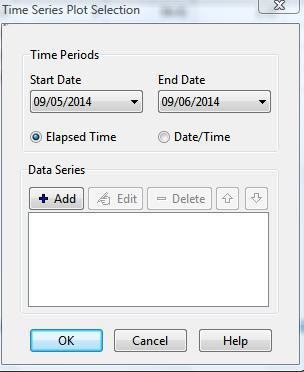 Time Series Plot Selection
Time Periods
Start Date End Date
09/05/2014 09/06/2014
Elapsed Time Date/Time
Data Series
Add Edit Delete
OK Cancel Help